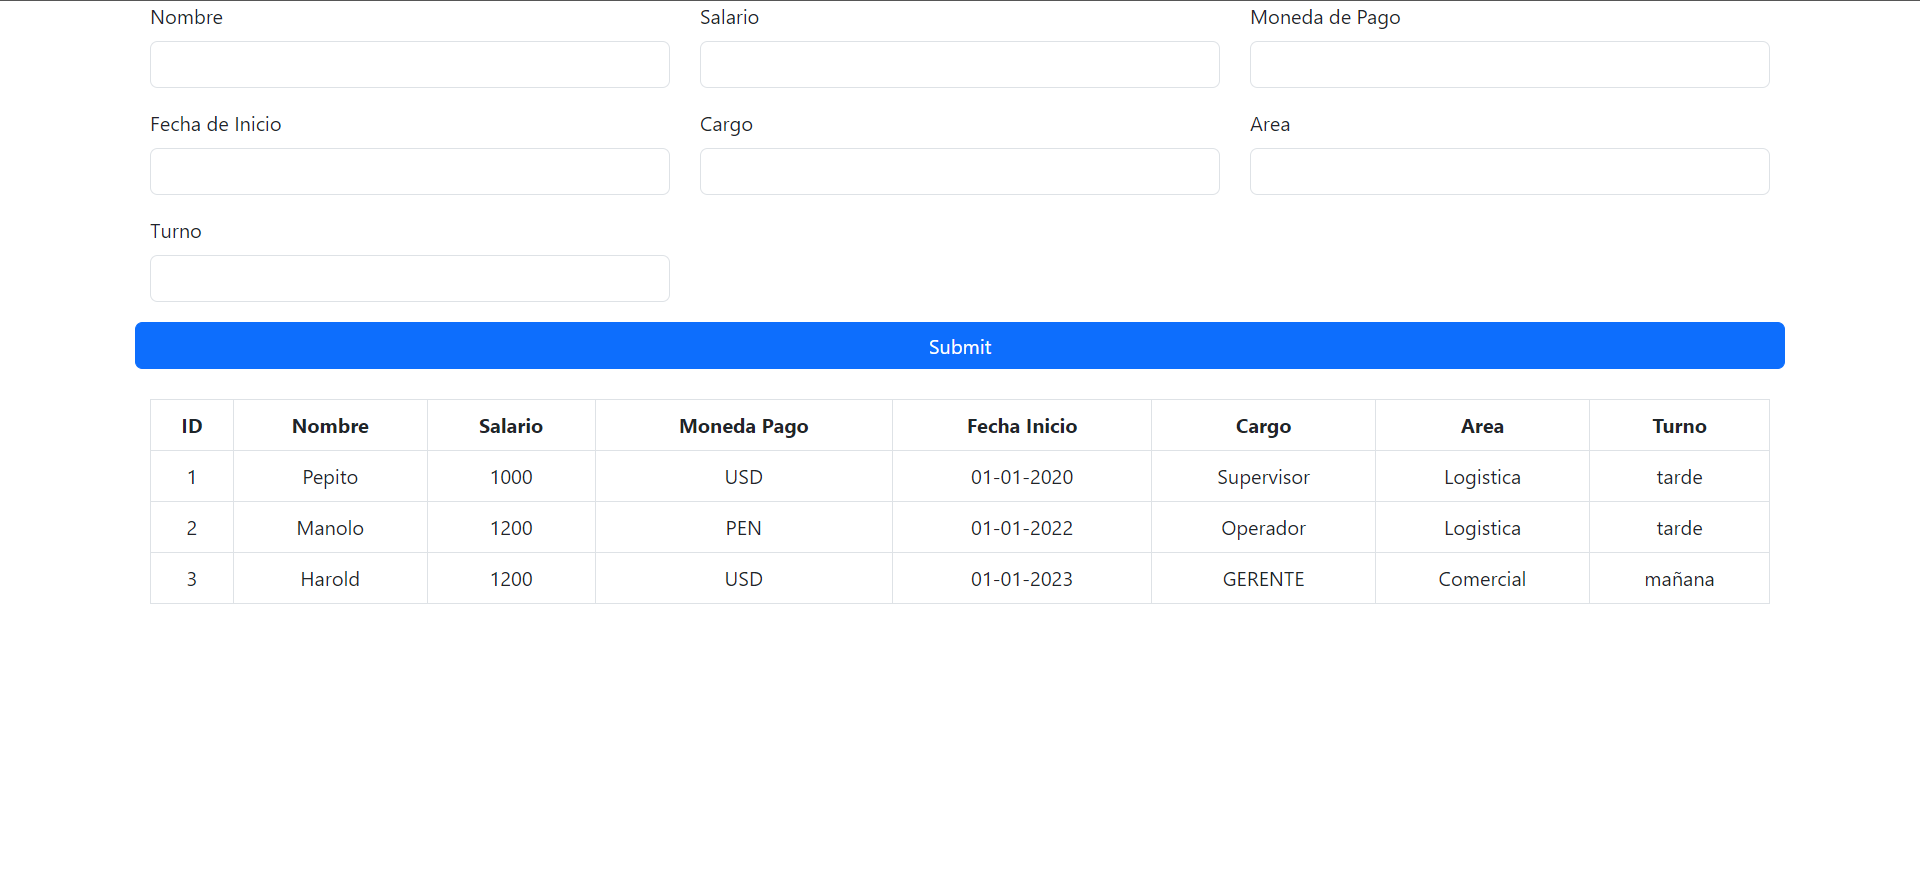 Nombre Salario Moneda de Pago
Fecha de Inicio Cargo Area
Turno
Submit
ID Nombre Salario Moneda Pago Fecha Inicio Cargo Area Turno
1 Pepito 1000 USD 01-01-2020 Supervisor Logistica tarde
2 Manolo 1200 PEN 01-01-2022 Operador Logistica tarde
3 Harold 1200 USD 01-01-2023 GERENTE Comercial mañana